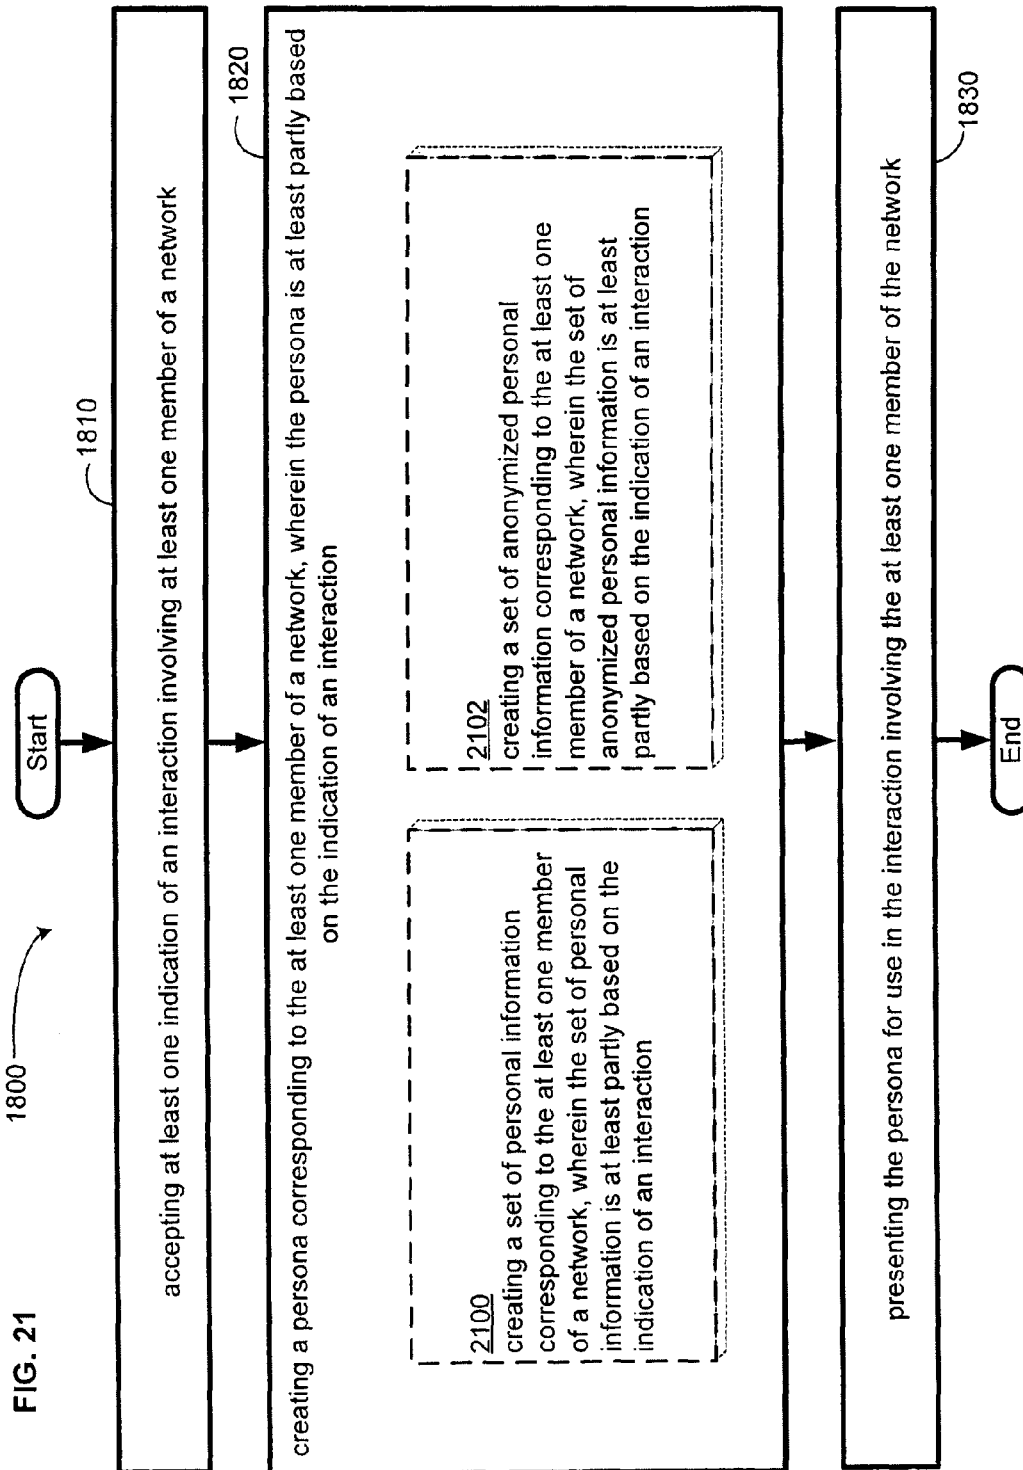 FIG. 21
1800
Start
1810
accepting at least one indication of an interaction involving at least one member of a network
1820
creating a persona corresponding to the at least one member of a network, wherein the persona is at least partly based
on the indication of an interaction
2100
creating a set of personal information
corresponding to the at least one member
of a network, wherein the set of personal
information is at least partly based on the
indication of an interaction
2102
creating a set of anonymized personal
information corresponding to the at least one
member of a network, wherein the set of
anonymized personal information is at least
partly based on the indication of an interaction
1830
presenting the persona for use in the interaction involving the at least one member of the network
End